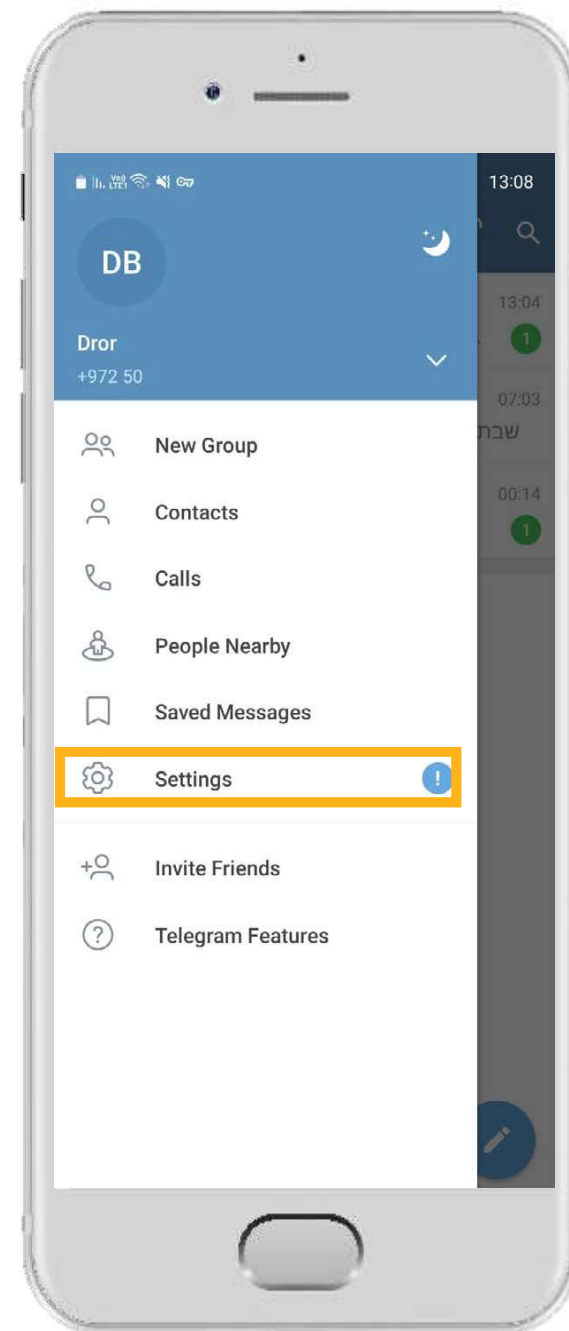 VoLTE1
13:08
DB
Dror
+972 50
13:04
1
07:03
שבת
00:14
1
New Group
Contacts
Calls
People Nearby
Saved Messages
Settings
!
Invite Friends
?
Telegram Features